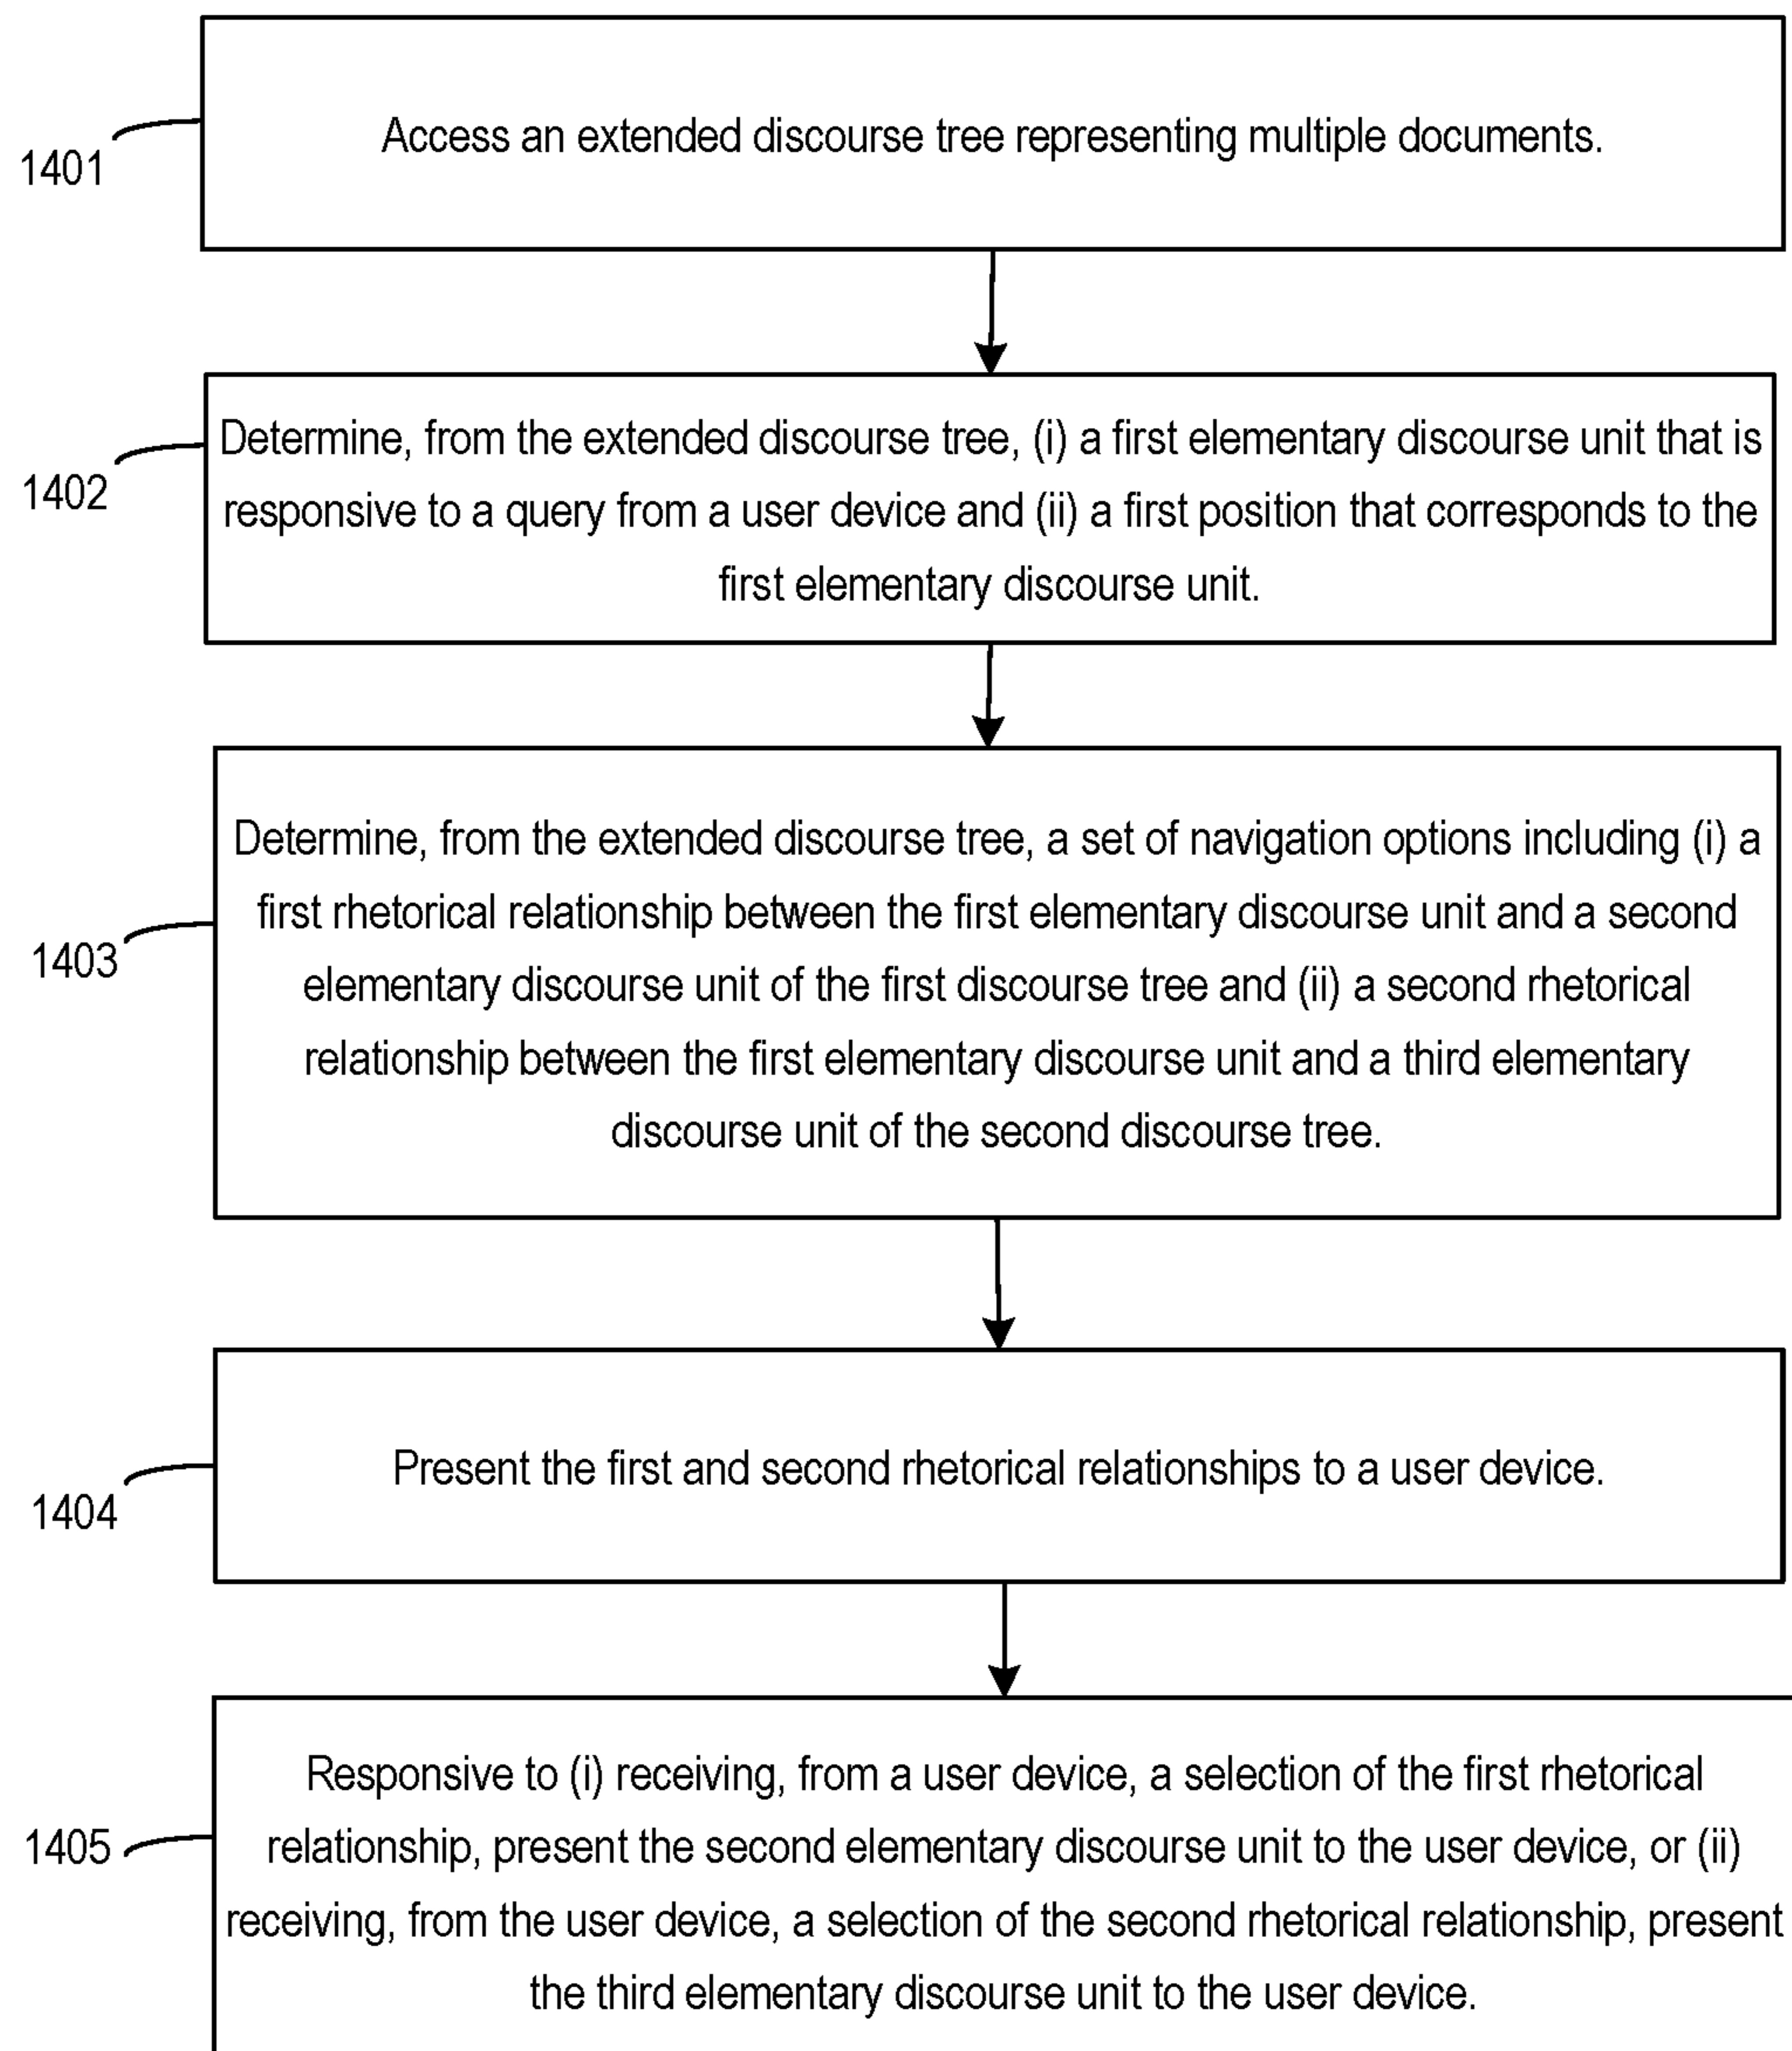 Access an extended discourse tree representing multiple documents.
1401
Determine, from the extended discourse tree, (i) a first elementary discourse unit that is
responsive to a query from a user device and (ii) a first position that corresponds to the
first elementary discourse unit.
1402
Determine, from the extended discourse tree, a set of navigation options including (i) a
first rhetorical relationship between the first elementary discourse unit and a second
elementary discourse unit of the first discourse tree and (ii) a second rhetorical
relationship between the first elementary discourse unit and a third elementary
discourse unit of the second discourse tree.
1403
Present the first and second rhetorical relationships to a user device.
1404
Responsive to (i) receiving, from a user device, a selection of the first rhetorical
relationship, present the second elementary discourse unit to the user device, or (ii)
receiving, from the user device, a selection of the second rhetorical relationship, present
the third elementary discourse unit to the user device.
1405